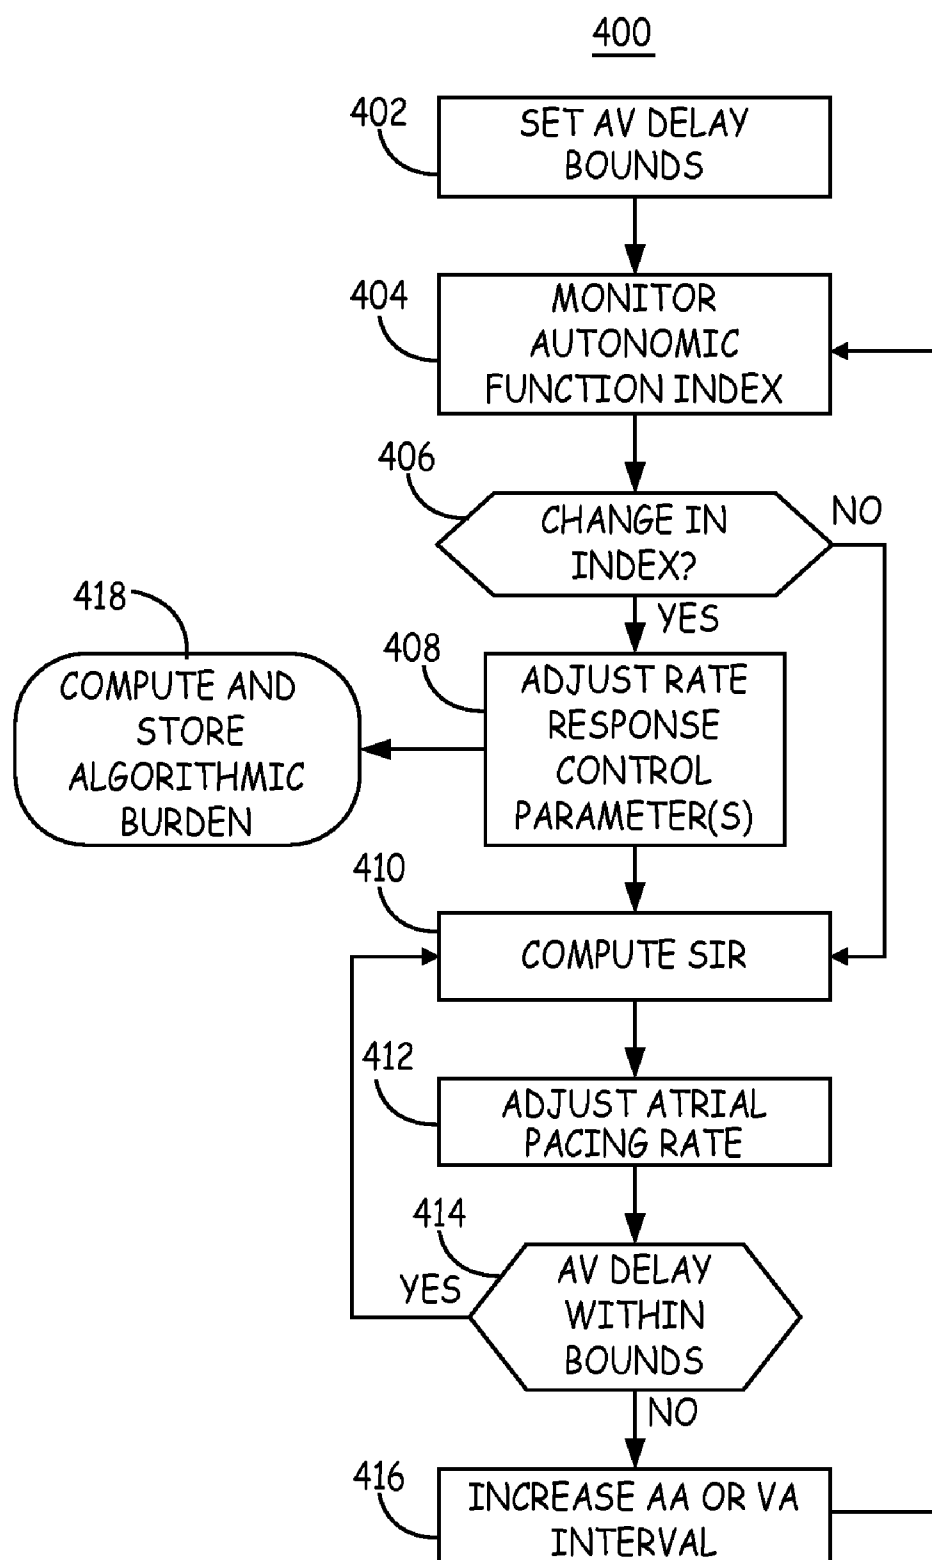 400
402
SET AV DELAY
BOUNDS
404
MONITOR
AUTONOMIC
FUNCTION INDEX
406
CHANGE IN
INDEX?
NO
YES
418
COMPUTE AND
STORE
ALGORITHMIC
BURDEN
408
ADJUST RATE
RESPONSE
CONTROL
PARAMETER(S)
410
COMPUTE SIR
412
ADJUST ATRIAL
PACING RATE
414
YES
AV DELAY
WITHIN
BOUNDS
NO
416
INCREASE AA OR VA
INTERVAL